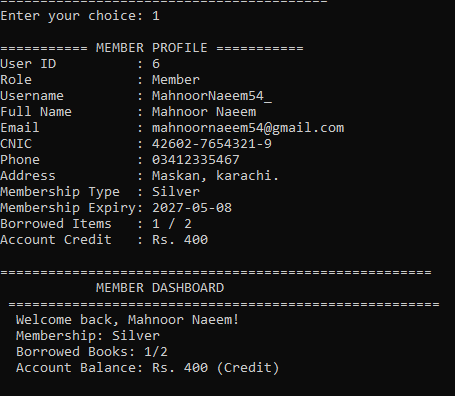 ==========================================
Enter your choice: 1
=========== MEMBER PROFILE ===========
User ID          : 6
Role             : Member
Username         : MahnoorNaeem54_
Full Name        : Mahnoor Naeem
Email            : mahnoornaeem54@gmail.com
CNIC             : 42602-7654321-9
Phone            : 03412335467
Address          : Maskan, karachi.
Membership Type  : Silver
Membership Expiry: 2027-05-08
Borrowed Items   : 1 / 2
Account Credit   : Rs. 400
======================================================
            MEMBER DASHBOARD
 ======================================================
  Welcome back, Mahnoor Naeem!
  Membership: Silver
  Borrowed Books: 1/2
  Account Balance: Rs. 400 (Credit)